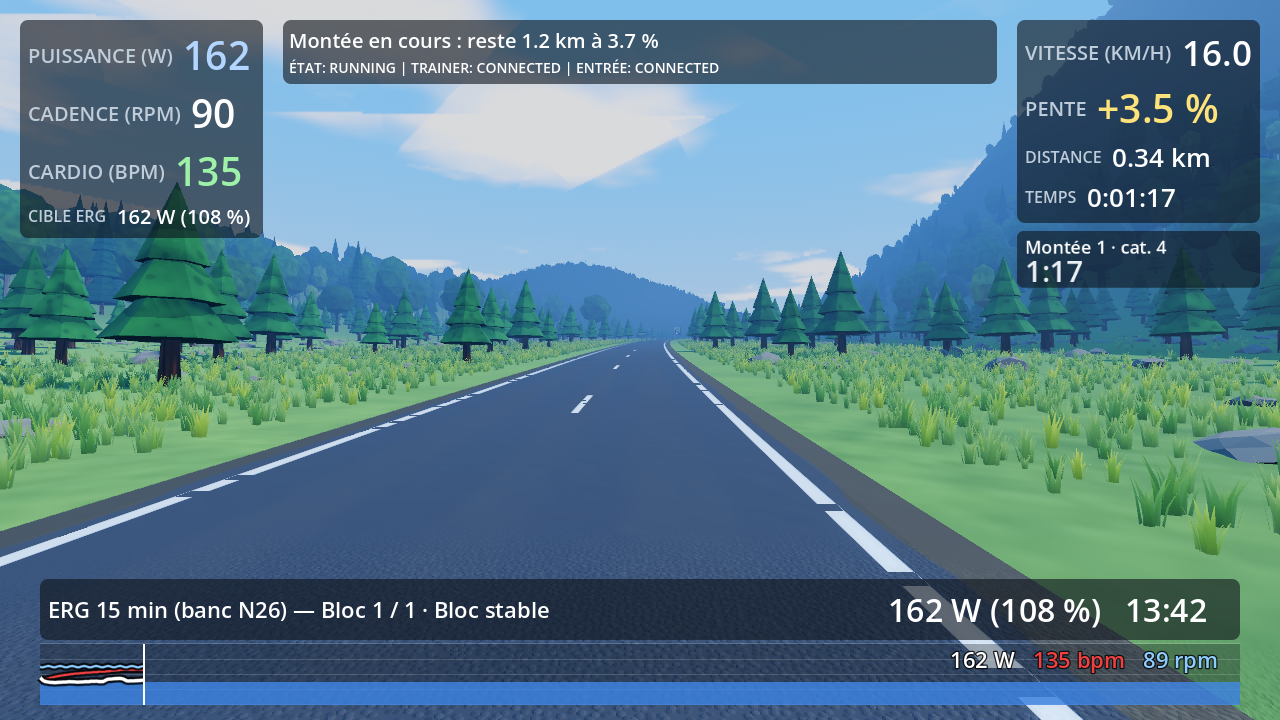 PUISSANCE (W) 162
CADENCE (RPM) 90
CARDIO (BPM) 135
CIBLE ERG 162 W (108 %)
Montée en cours : reste 1.2 km à 3.7 %
ÉTAT: RUNNING | TRAINER: CONNECTED | ENTRÉE: CONNECTED
VITESSE (KM/H) 16.0
PENTE +3.5 %
DISTANCE 0.34 km
TEMPS 0:01:17
Montée 1 · cat. 4
1:17
ERG 15 min (banc N26) — Bloc 1 / 1 · Bloc stable 162 W (108 %) 13:42
162 W 135 bpm 89 rpm